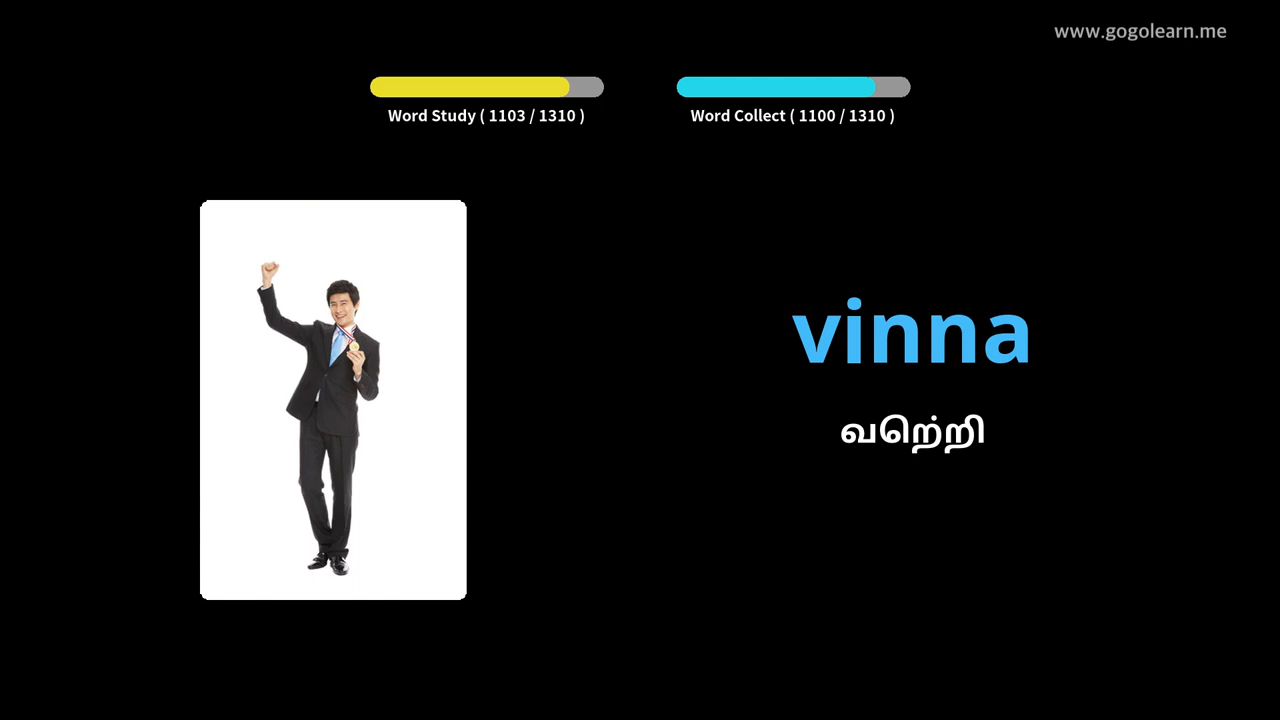 www.gogolearn.me
Word Study ( 1103 / 1310 )
Word Collect ( 1100 / 1310 )
vinna
வறெ்றி